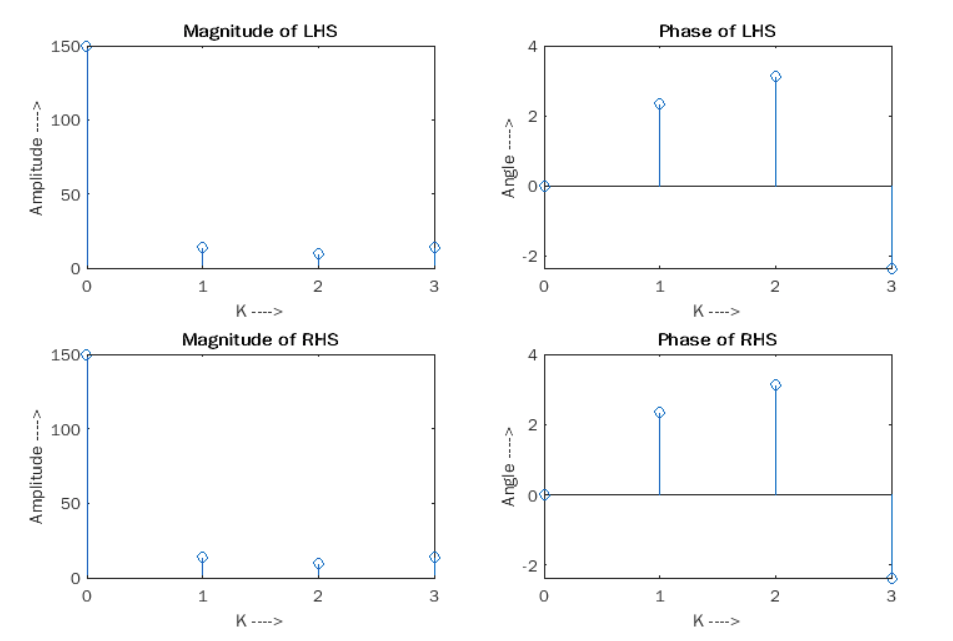 Magnitude of LHS
150
100
50
0
0 1 2 3
Amplitude ---->
K ---->
Phase of LHS
4
2
0
-2
0 1 2 3
Angle ---->
K ---->
Magnitude of RHS
150
100
50
0
0 1 2 3
Amplitude ---->
K ---->
Phase of RHS
4
2
0
-2
0 1 2 3
Angle ---->
K ---->